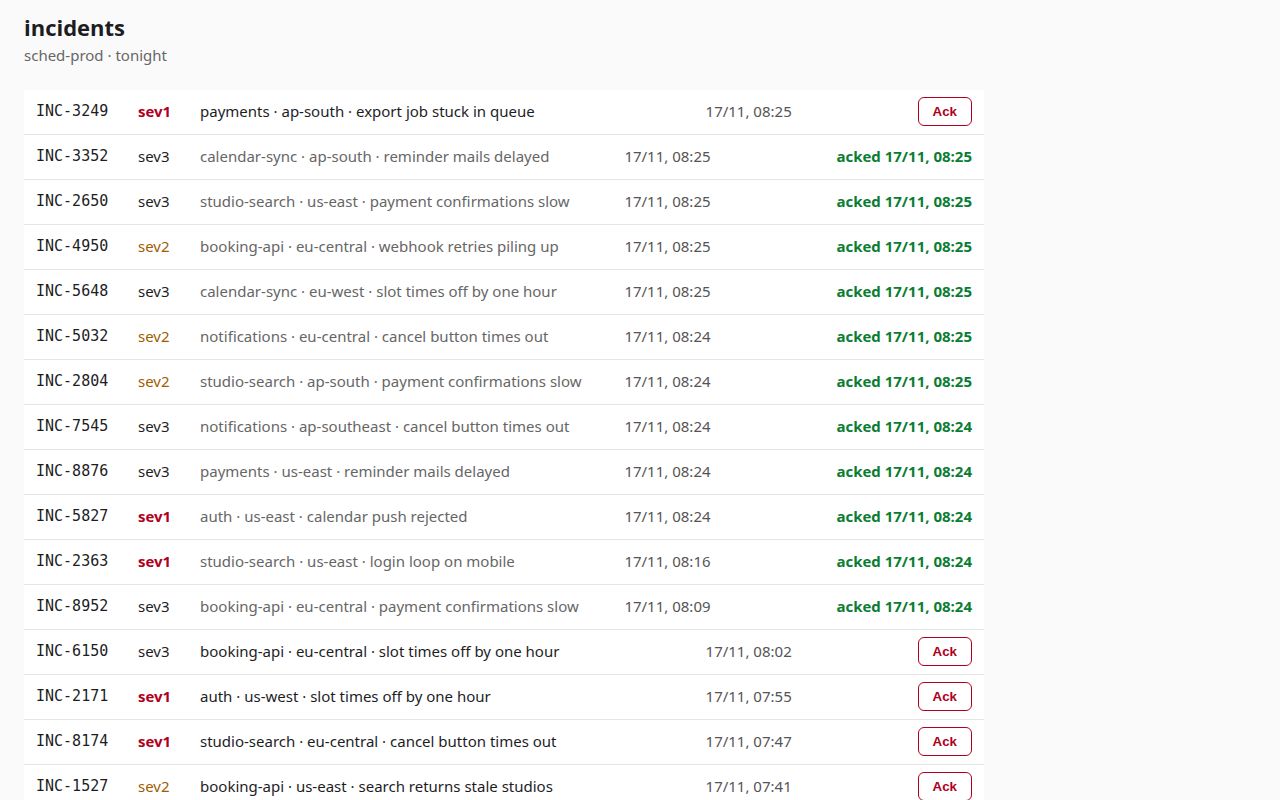 incidents
sched-prod · tonight
INC-3249 sev1 payments · ap-south · export job stuck in queue 17/11, 08:25 Ack
INC-3352 sev3 calendar-sync · ap-south · reminder mails delayed 17/11, 08:25 acked 17/11, 08:25
INC-2650 sev3 studio-search · us-east · payment confirmations slow 17/11, 08:25 acked 17/11, 08:25
INC-4950 sev2 booking-api · eu-central · webhook retries piling up 17/11, 08:25 acked 17/11, 08:25
INC-5648 sev3 calendar-sync · eu-west · slot times off by one hour 17/11, 08:25 acked 17/11, 08:25
INC-5032 sev2 notifications · eu-central · cancel button times out 17/11, 08:24 acked 17/11, 08:25
INC-2804 sev2 studio-search · ap-south · payment confirmations slow 17/11, 08:24 acked 17/11, 08:25
INC-7545 sev3 notifications · ap-southeast · cancel button times out 17/11, 08:24 acked 17/11, 08:24
INC-8876 sev3 payments · us-east · reminder mails delayed 17/11, 08:24 acked 17/11, 08:24
INC-5827 sev1 auth · us-east · calendar push rejected 17/11, 08:24 acked 17/11, 08:24
INC-2363 sev1 studio-search · us-east · login loop on mobile 17/11, 08:16 acked 17/11, 08:24
INC-8952 sev3 booking-api · eu-central · payment confirmations slow 17/11, 08:09 acked 17/11, 08:24
INC-6150 sev3 booking-api · eu-central · slot times off by one hour 17/11, 08:02 Ack
INC-2171 sev1 auth · us-west · slot times off by one hour 17/11, 07:55 Ack
INC-8174 sev1 studio-search · eu-central · cancel button times out 17/11, 07:47 Ack
INC-1527 sev2 booking-api · us-east · search returns stale studios 17/11, 07:41 Ack